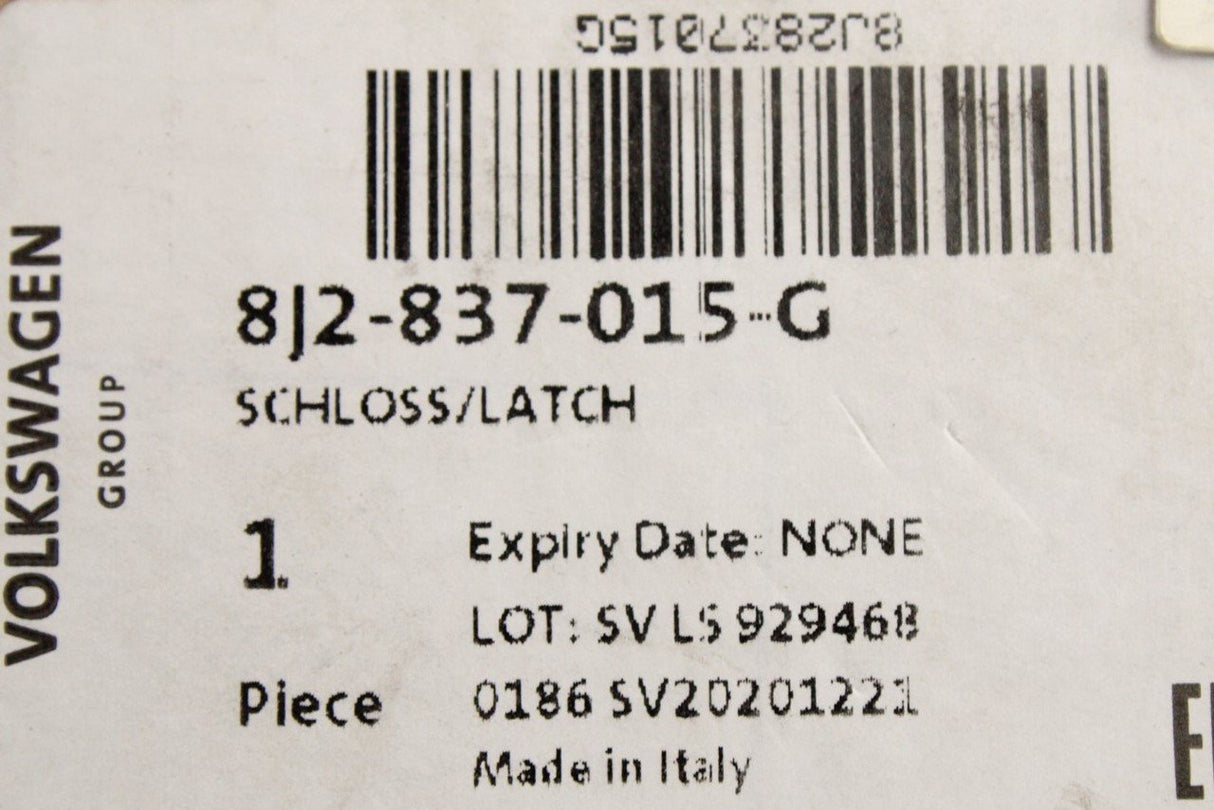 8J2837015G
8J2-837-015-G
SCHLOSS/LATCH
1
Piece
Expiry Date: NONE
LOT: SV LS 929468
0186 SV20201221
Made in Italy
VOLKSWAGEN
GROUP